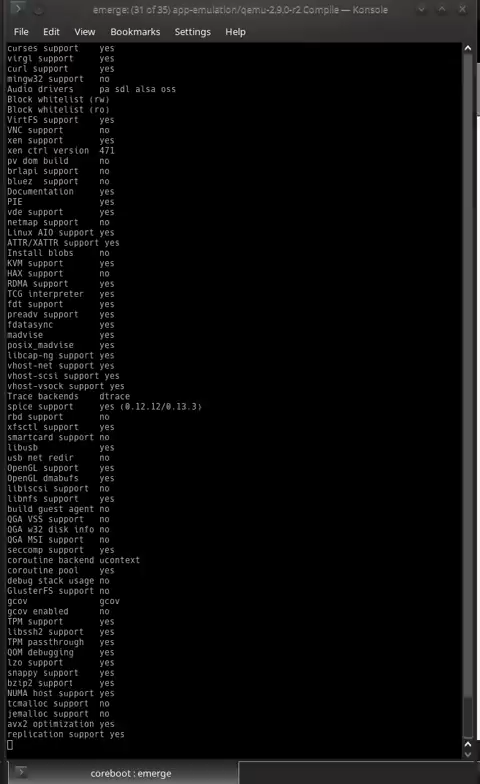 emerge: (31 of 35) app-emulation/qemu-2.9.0-r2 Compile — Konsole
File Edit View Bookmarks Settings Help
curses support    yes
virgl support     yes
curl support      yes
mingw32 support   no
Audio drivers     pa sdl alsa oss
Block whitelist (rw)
Block whitelist (ro)
VirtFS support    yes
VNC support       no
xen support       yes
xen ctrl version  471
pv dom build      no
brlapi support    no
bluez  support    no
Documentation     yes
PIE               yes
vde support       yes
netmap support    no
Linux AIO support yes
ATTR/XATTR support yes
Install blobs     no
KVM support       yes
HAX support       no
RDMA support      yes
TCG interpreter   yes
fdt support       yes
preadv support    yes
fdatasync         yes
madvise           yes
posix_madvise     yes
libcap-ng support yes
vhost-net support yes
vhost-scsi support yes
vhost-vsock support yes
Trace backends    dtrace
spice support     yes (0.12.12/0.13.3)
rbd support       no
xfsctl support    yes
smartcard support no
libusb            yes
usb net redir     no
OpenGL support    yes
OpenGL dmabufs    yes
libiscsi support  no
libnfs support    yes
build guest agent no
QGA VSS support   no
QGA w32 disk info no
QGA MSI support   no
seccomp support   yes
coroutine backend ucontext
coroutine pool    yes
debug stack usage no
GlusterFS support no
gcov              gcov
gcov enabled      no
TPM support       yes
libssh2 support   yes
TPM passthrough   yes
QOM debugging     yes
lzo support       yes
snappy support    yes
bzip2 support     yes
NUMA host support yes
tcmalloc support  no
jemalloc support  no
avx2 optimization yes
replication support yes
coreboot : emerge